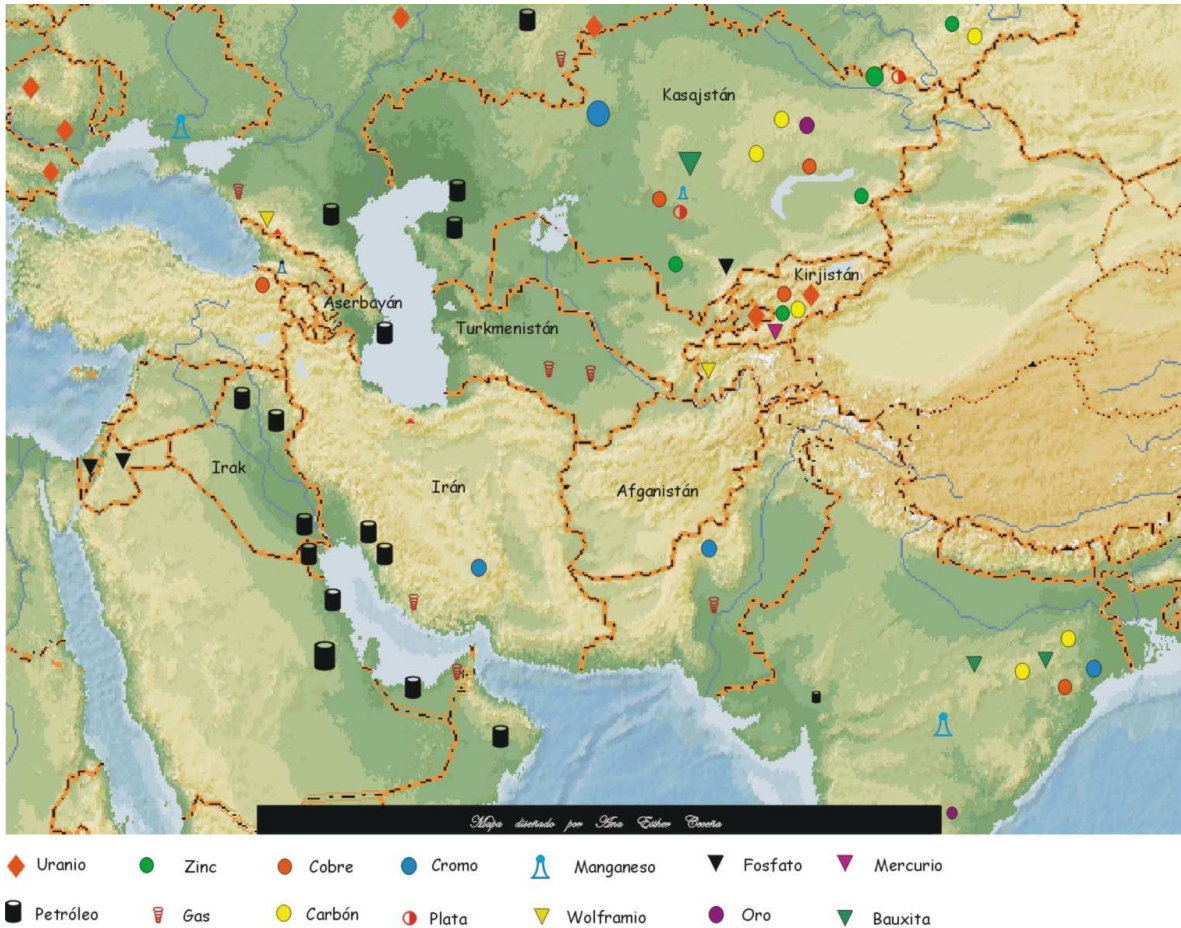 Kasajstán
Kirjistán
Aserbayán
Turkmenistán
Irak
Irán
Afganistán
Mapa diseñado por Ana Esther Ceceña
Uranio Zinc Cobre Cromo Manganeso Fosfato Mercurio
Petróleo Gas Carbón Plata Wolframio Oro Bauxita